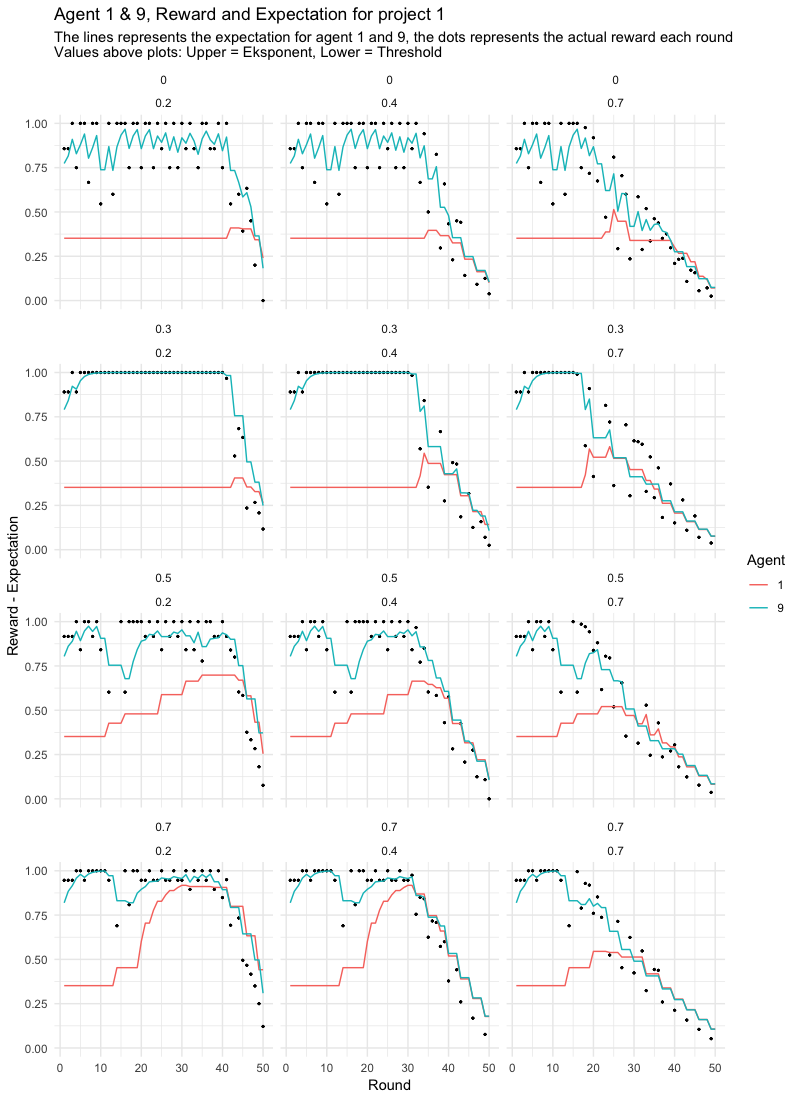 Agent 1 & 9, Reward and Expectation for project 1
The lines represents the expectation for agent 1 and 9, the dots represents the actual reward each round
Values above plots: Upper = Eksponent, Lower = Threshold
0 0 0
0.2 0.4 0.7
1.00
0.75
0.50
0.25
0.00
0.3 0.3 0.3
0.2 0.4 0.7
1.00
0.75
0.50
0.25
0.00
0.5 0.5 0.5
0.2 0.4 0.7
1.00
0.75
0.50
0.25
0.00
0.7 0.7 0.7
0.2 0.4 0.7
1.00
0.75
0.50
0.25
0.00
0 10 20 30 40 50 0 10 20 30 40 50 0 10 20 30 40 50
Round
Reward - Expectation
Agent
1
9